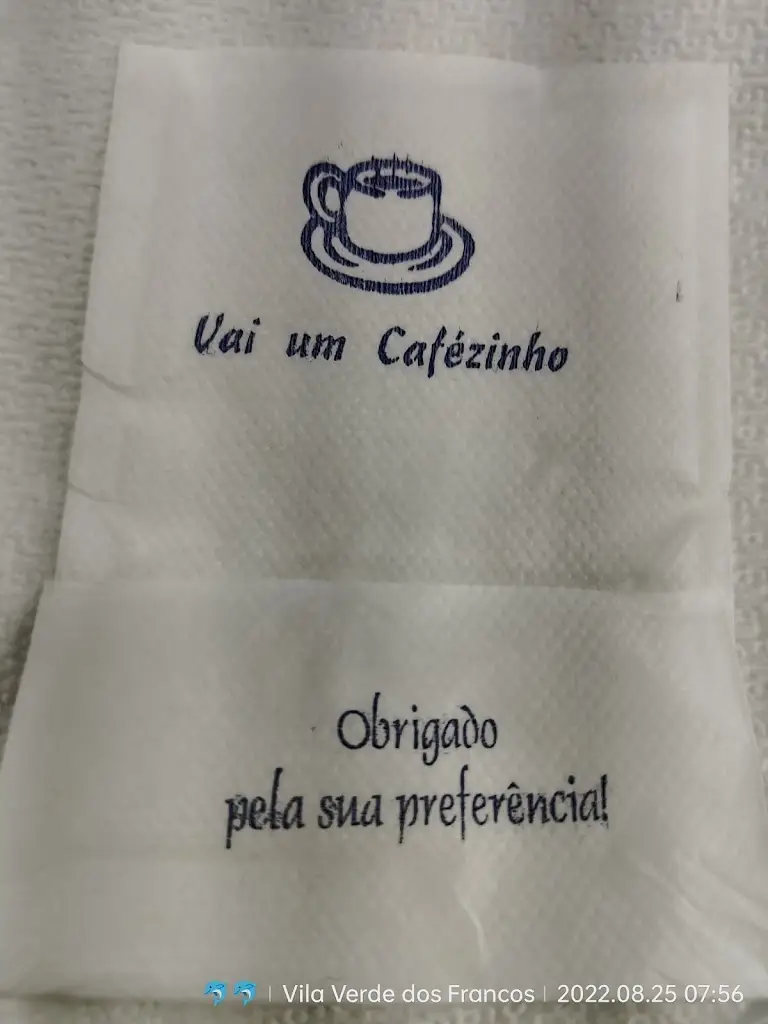 Vai um Cafézinho
Obrigado
pela sua preferência!
🐬🐬 | Vila Verde dos Francos | 2022.08.25 07:56